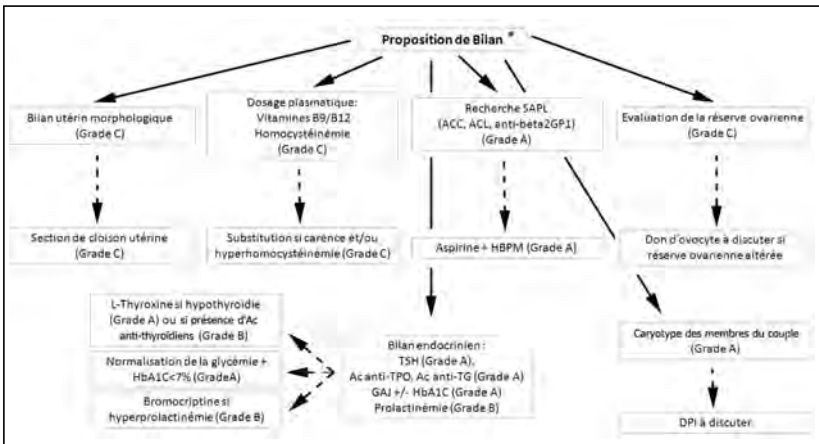 Proposition de Bilan *
Bilan utérin morphologique
(Grade C)
Dosage plasmatique:
Vitamines B9/B12
Homocystéinémie
(Grade C)
Recherche SAPL
(ACC, ACL, anti-beta2GP1)
(Grade A)
Evaluation de la réserve ovarienne
(Grade C)
Section de cloison utérine
(Grade C)
Substitution si carence et/ou
hyperhomocystéinémie (Grade C)
Aspirine + HBPM (Grade A)
Don d'ovocyte à discuter si
réserve ovarienne altérée
L-Thyroxine si hypothyroïdie
(Grade A) ou si présence d'Ac
anti-thyroïdiens (Grade B)
Normalisation de la glycémie +
HbA1C<7% (GradeA)
Bromocriptine si
hyperprolactinémie (Grade B)
Bilan endocrinien :
TSH (Grade A),
Ac anti-TPO, Ac anti-TG (Grade A)
GAJ +/- HbA1C (Grade A)
Prolactinémie (Grade B)
Caryotype des membres du couple
(Grade A)
DPI à discuter